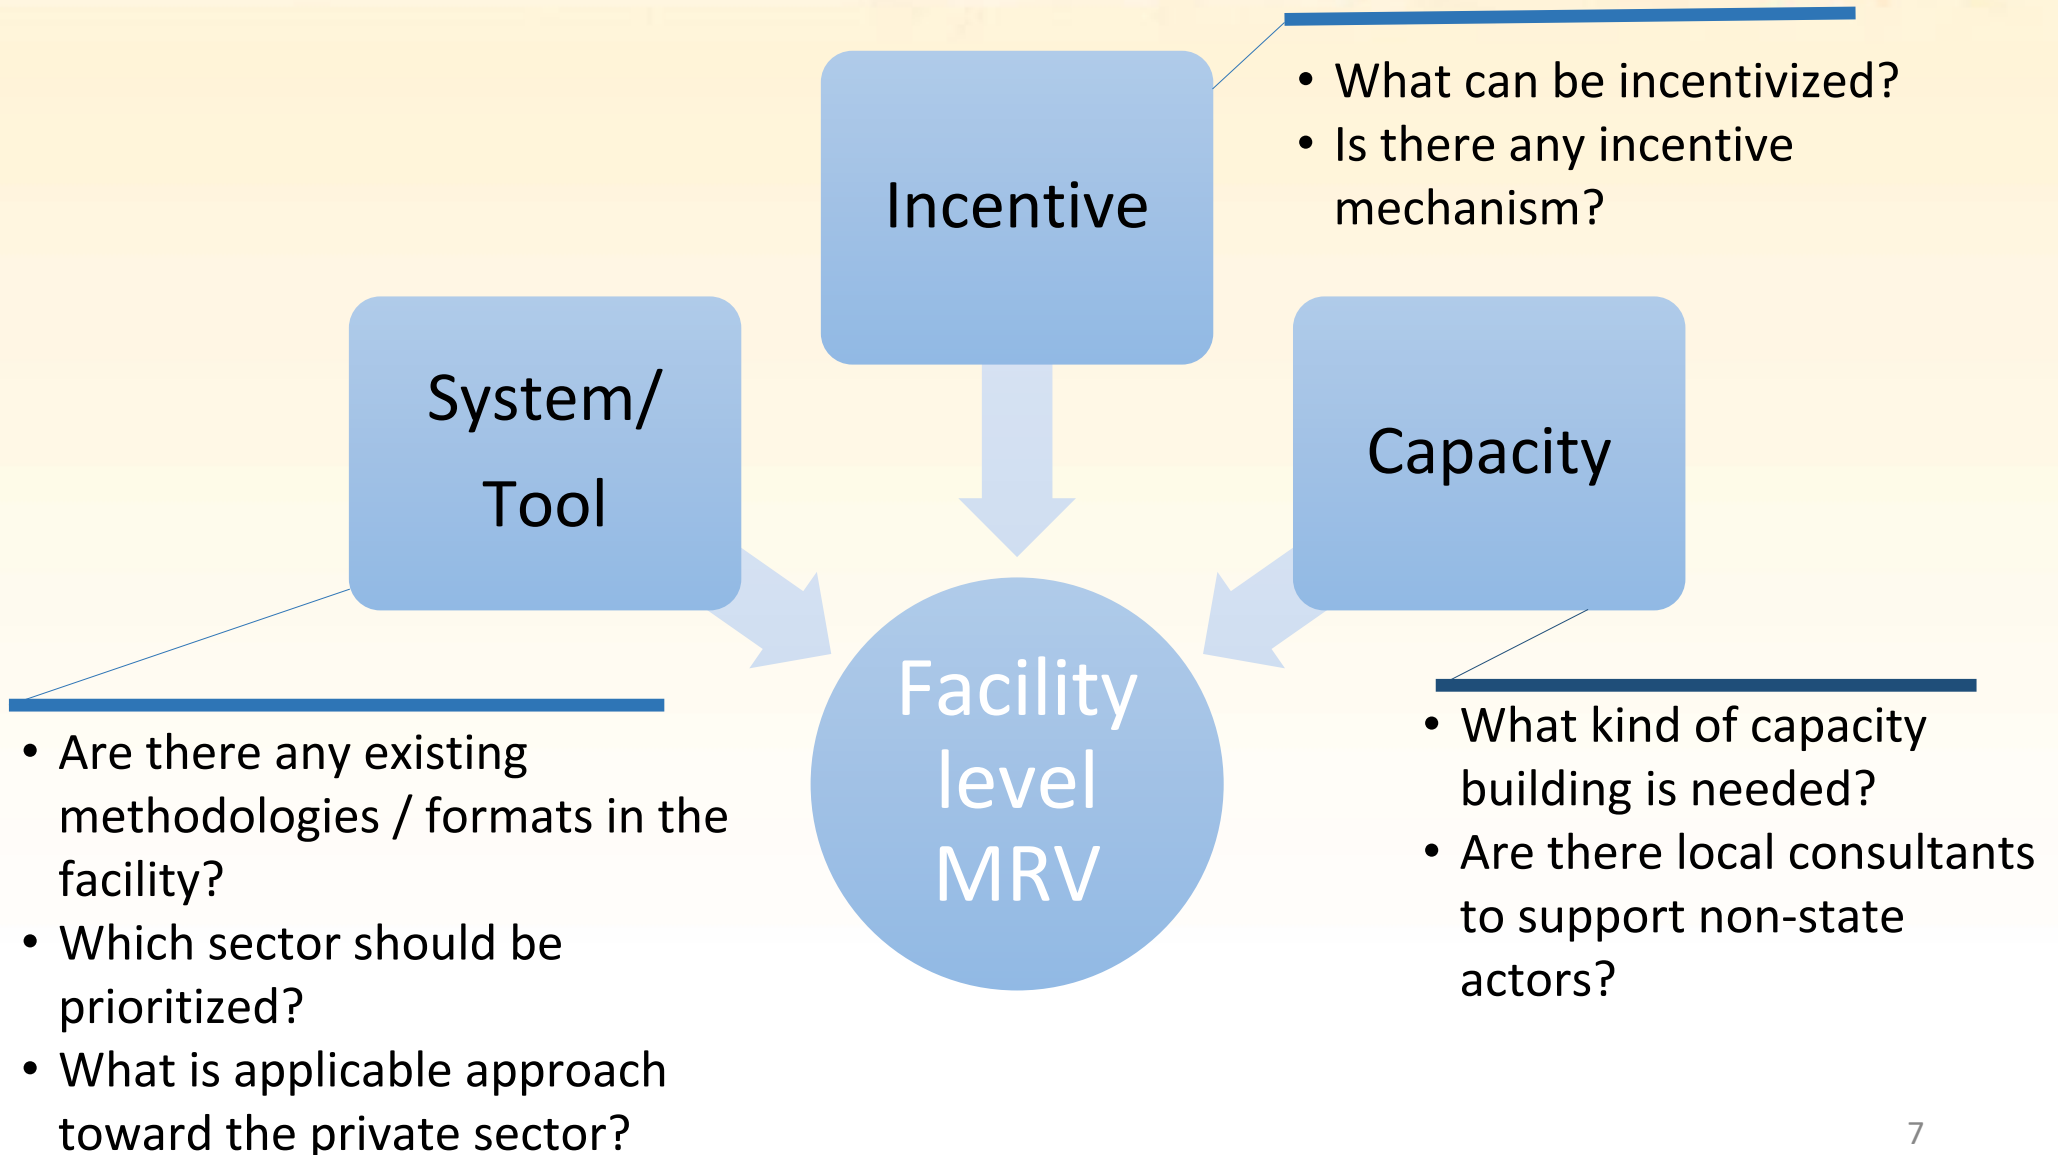 • What can be incentivized?
• Is there any incentive
mechanism?
Incentive
System/
Tool
Capacity
Facility
level
MRV
• Are there any existing
methodologies / formats in the
facility?
• Which sector should be
prioritized?
• What is applicable approach
toward the private sector?
• What kind of capacity
building is needed?
• Are there local consultants
to support non-state
actors?
7